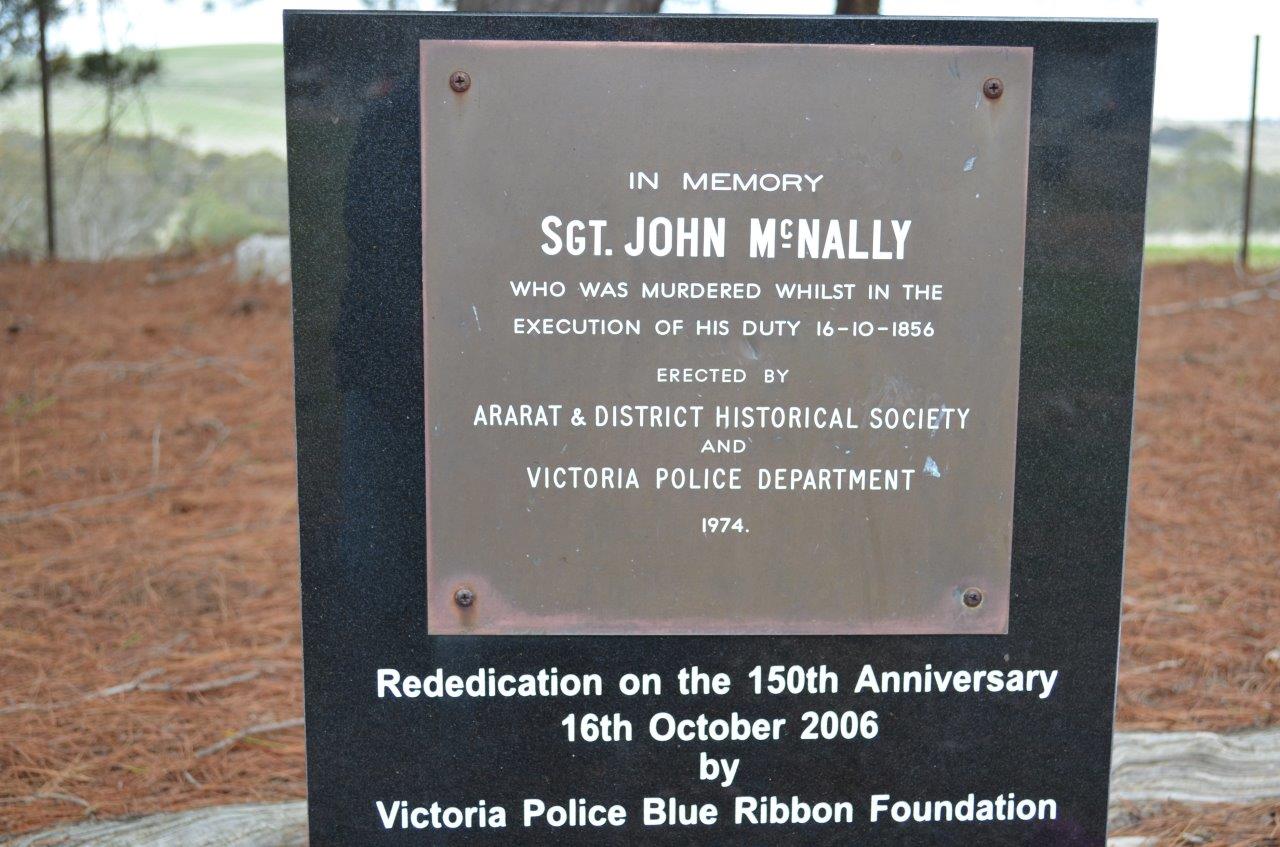 IN MEMORY
SGT. JOHN McNALLY
WHO WAS MURDERED WHILST IN THE
EXECUTION OF HIS DUTY 16-10-1856
ERECTED BY
ARARAT & DISTRICT HISTORICAL SOCIETY
AND
VICTORIA POLICE DEPARTMENT
1974.
Rededication on the 150th Anniversary
16th October 2006
by
Victoria Police Blue Ribbon Foundation